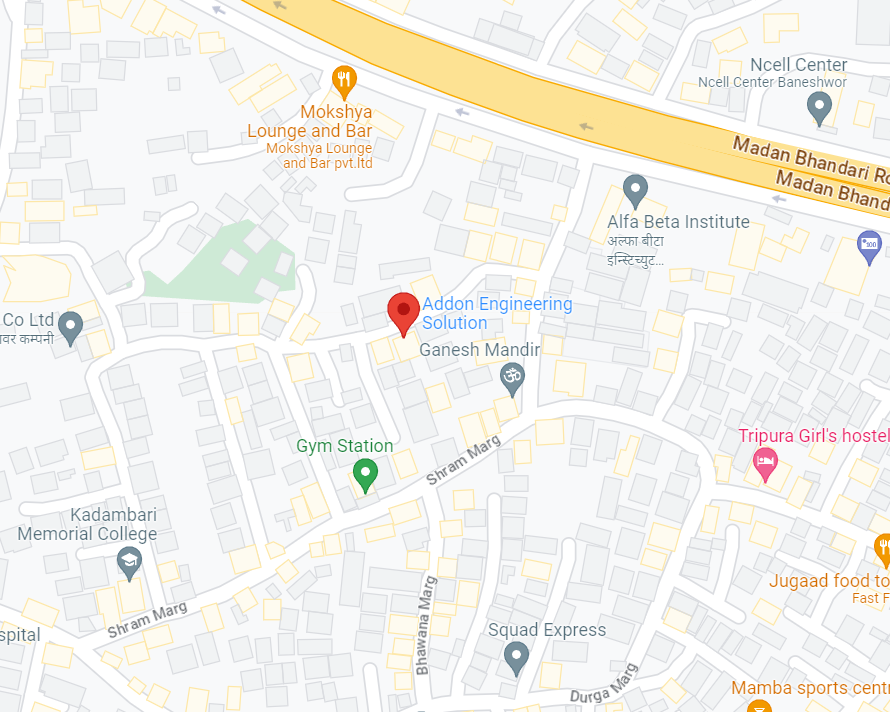 Ncell Center
Ncell Center Baneshwor
Mokshya
Lounge and Bar
Mokshya Lounge
and Bar pvt.ltd
Madan Bhandari Ro
Madan Bhand
Alfa Beta Institute
अल्फा बीटा
इन्स्टिच्युट...
100
Addon Engineering
Solution
Co Ltd
वर कम्पनी
Ganesh Mandir
ॐ
Tripura Girl's hostel
Gym Station
Shram Marg
Kadambari
Memorial College
Jugaad food to
Fast F
Shram Marg
spital
Bhawana Marg
Squad Express
Durga Marg
Mamba sports centr